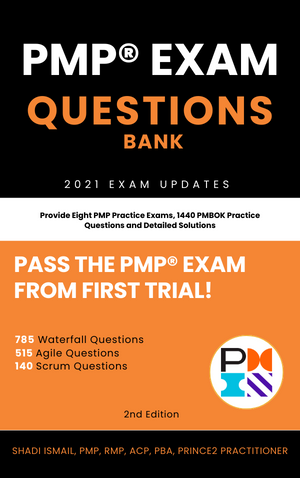 PMP® EXAM
QUESTIONS
BANK
2021 EXAM UPDATES
Provide Eight PMP Practice Exams, 1440 PMBOK Practice
Questions and Detailed Solutions
PASS THE PMP® EXAM
FROM FIRST TRIAL!
785 Waterfall Questions
515 Agile Questions
140 Scrum Questions
PM
IN
2nd Edition
SHADI ISMAIL, PMP, RMP, ACP, PBA, PRINCE2 PRACTITIONER